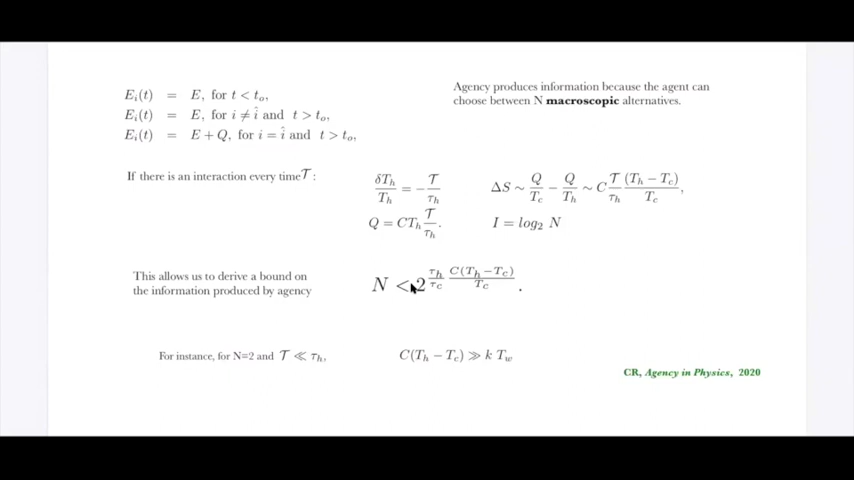 E_i(t) = E, for t < t_o,
E_i(t) = E, for i ≠ î and t > t_o,
E_i(t) = E + Q, for i = î and t > t_o,
Agency produces information because the agent can
choose between N macroscopic alternatives.
If there is an interaction every time 𝒯 :
δT_h/T_h = −𝒯/τ_h
ΔS ∼ Q/T_c − Q/T_h ∼ C 𝒯/τ_h (T_h − T_c)/T_c,
Q = CT_h 𝒯/τ_h.
I = log_2 N
This allows us to derive a bound on
the information produced by agency
N < 2^{τ_h/τ_c C(T_h−T_c)/T_c}.
For instance, for N=2 and 𝒯 ≪ τ_h,
C(T_h − T_c) ≫ k T_w
CR, Agency in Physics, 2020